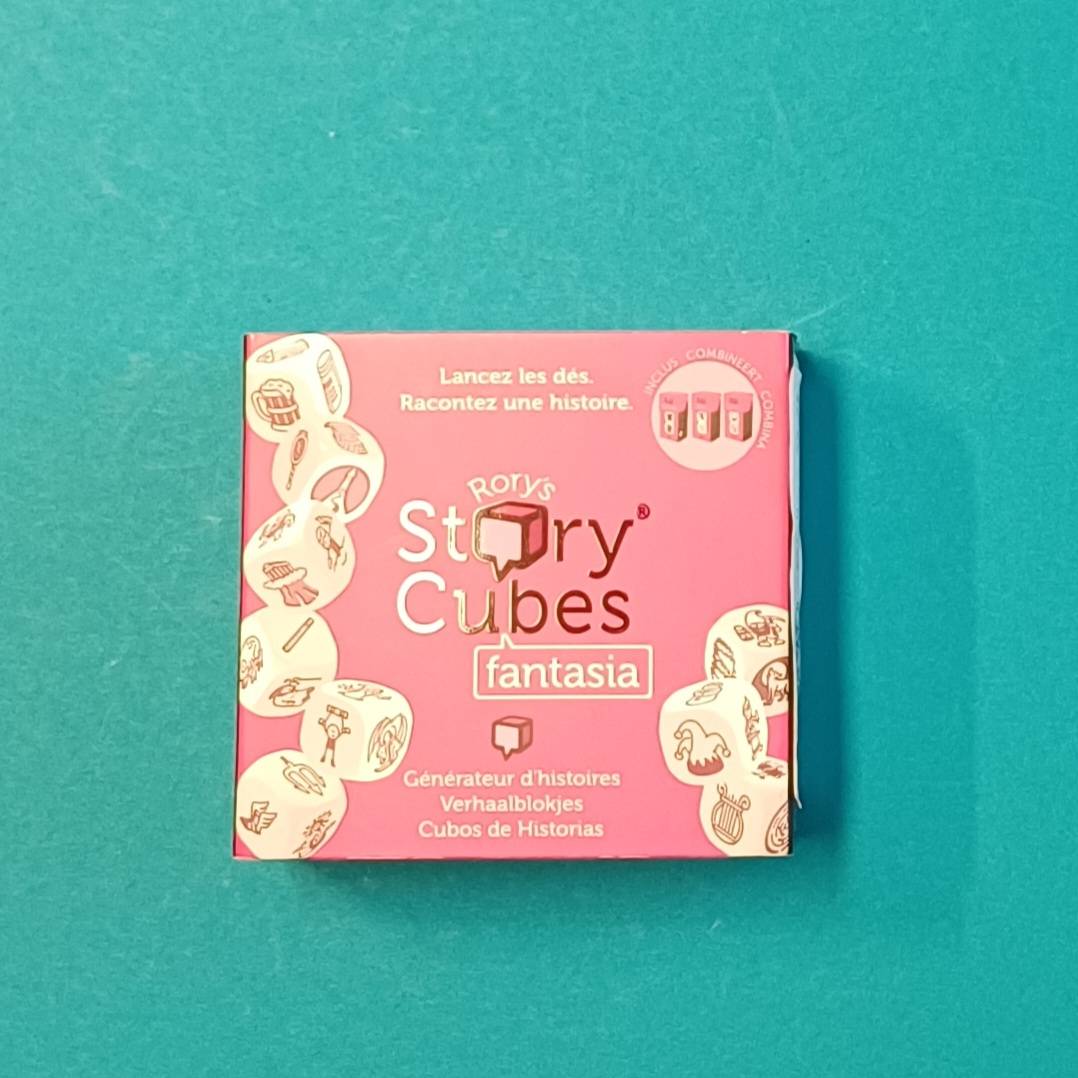 Lancez les dés.
Racontez une histoire.
INCLUS COMBINEERT COMBINA
Rory's
Story®
Cubes
fantasia
Générateur d'histoires
Verhaalblokjes
Cubos de Historias